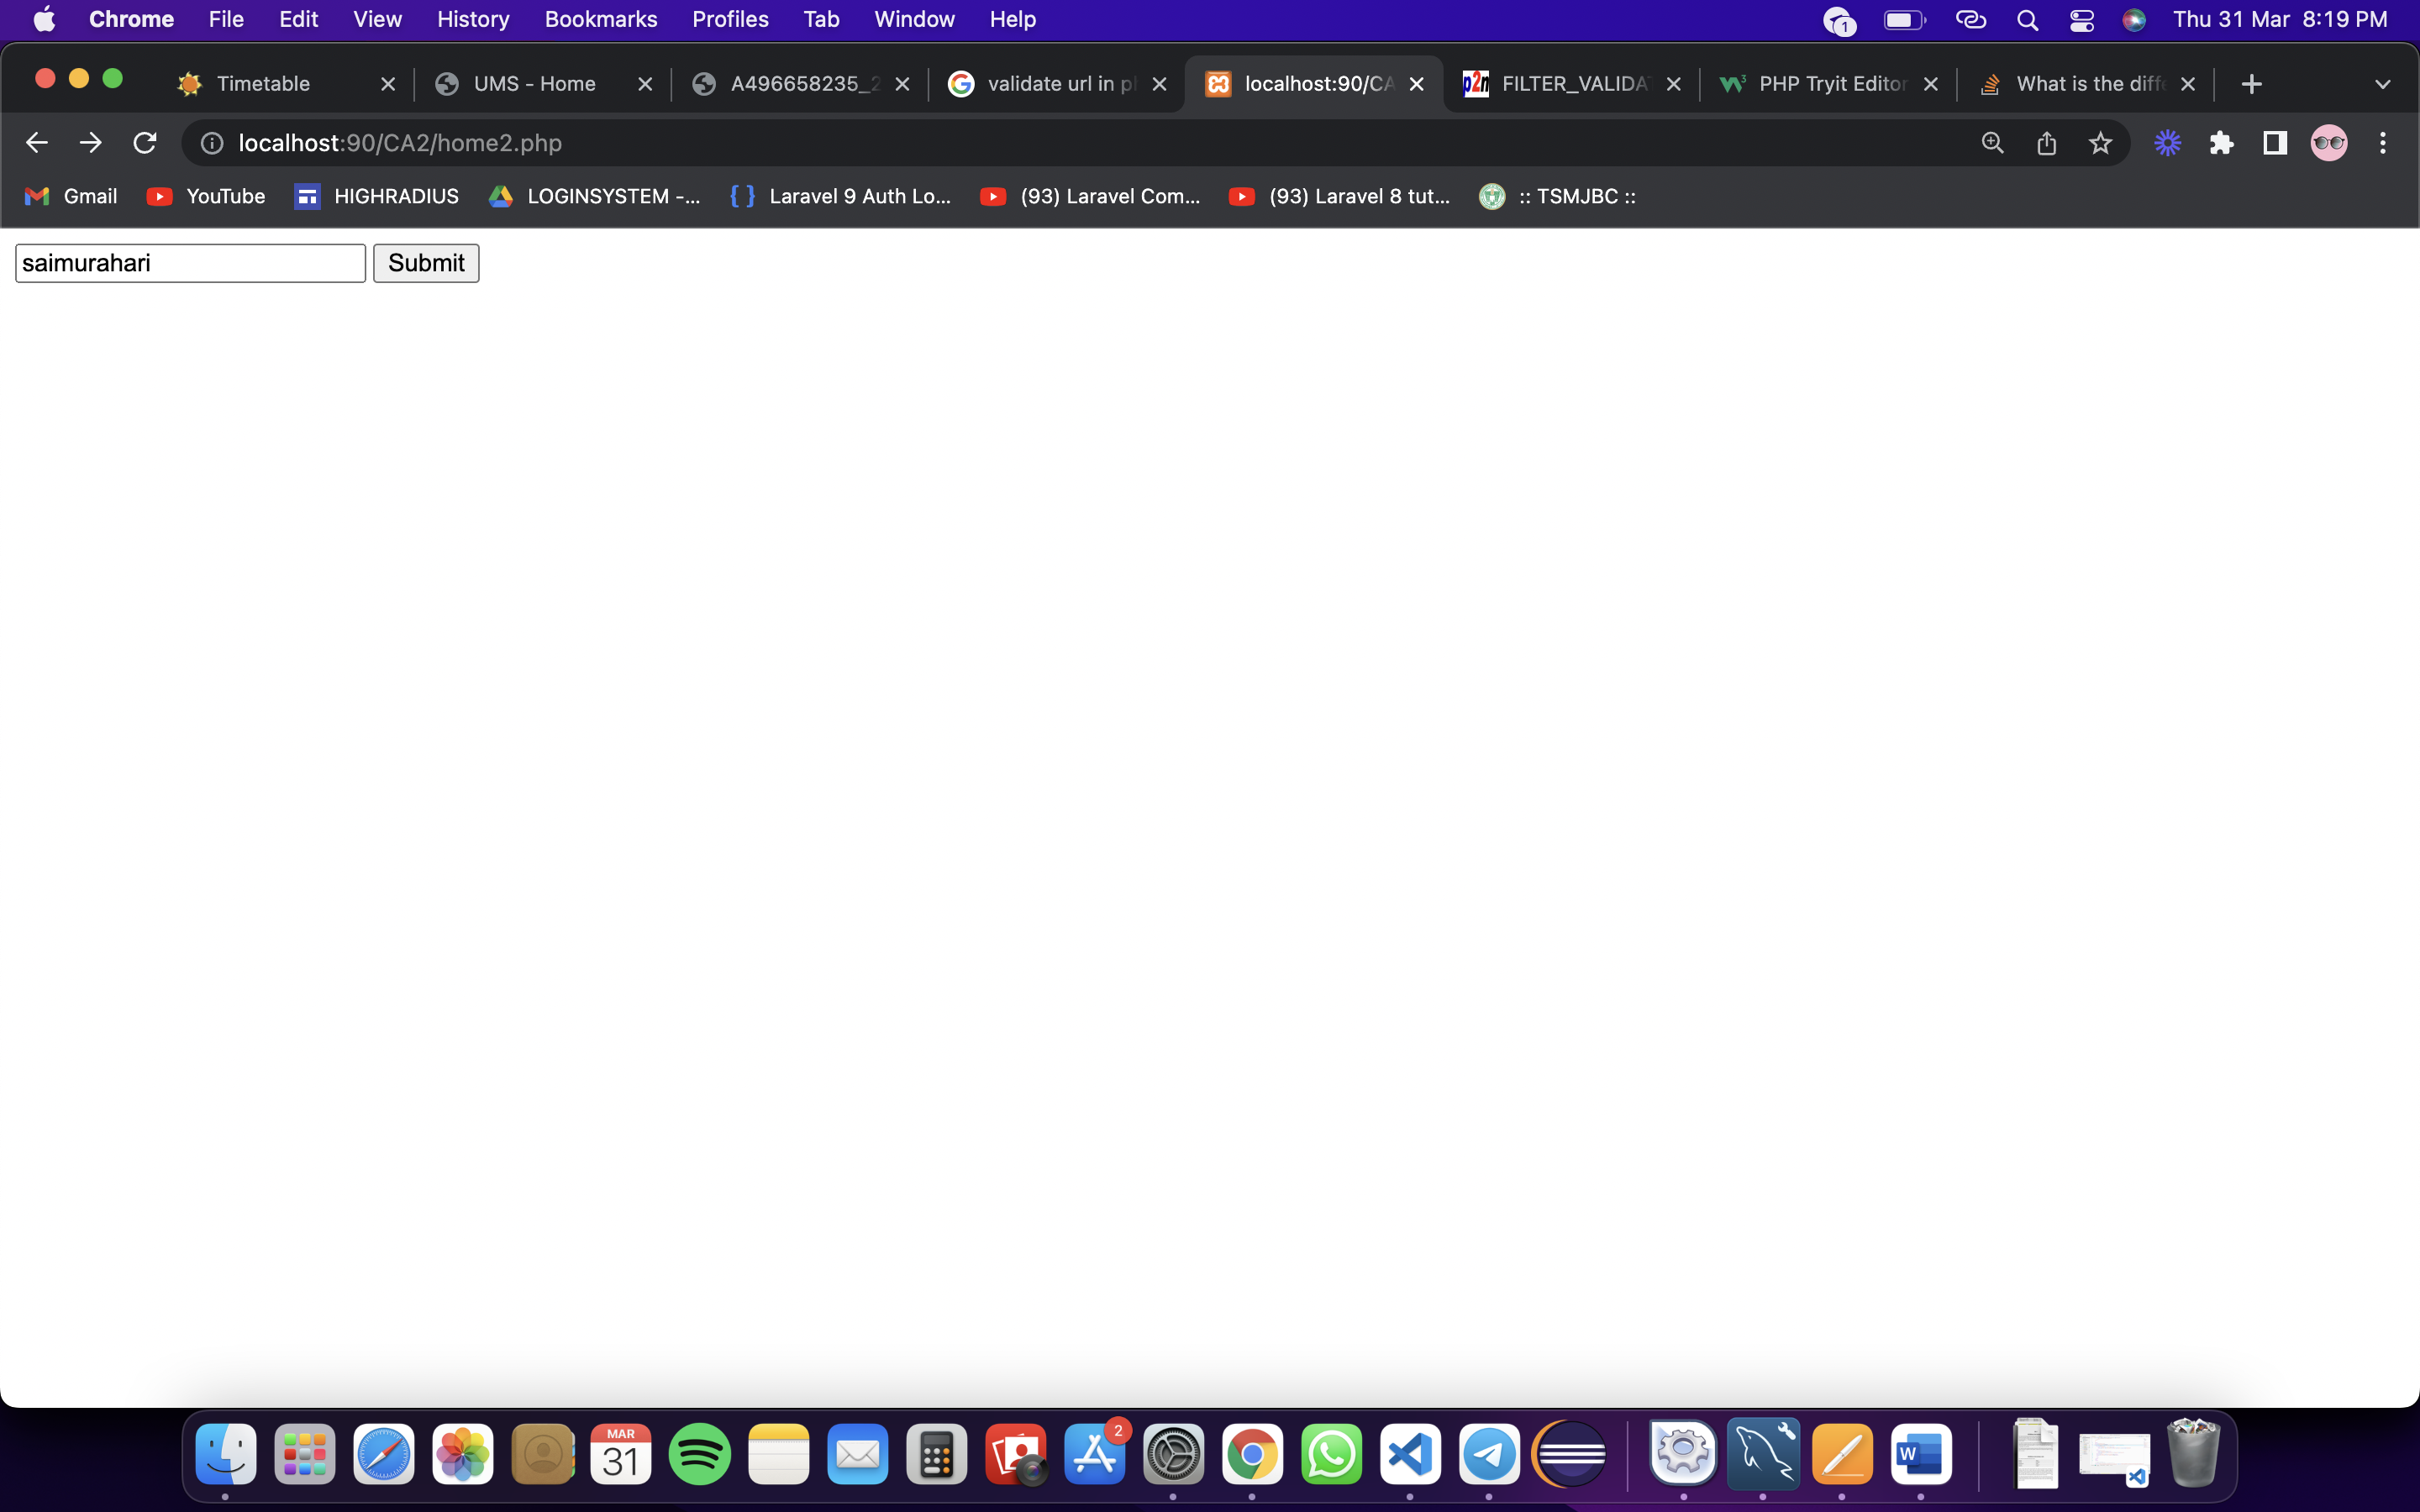 Chrome File Edit View History Bookmarks Profiles Tab Window Help 1 Thu 31 Mar 8:19 PM
Timetable UMS - Home A496658235_2 validate url in p localhost:90/CA FILTER_VALIDA PHP Tryit Editor What is the diff
localhost:90/CA2/home2.php
Gmail YouTube HIGHRADIUS LOGINSYSTEM -... Laravel 9 Auth Lo... (93) Laravel Com... (93) Laravel 8 tut... :: TSMJBC ::
saimurahari Submit
MAR 2
31 W